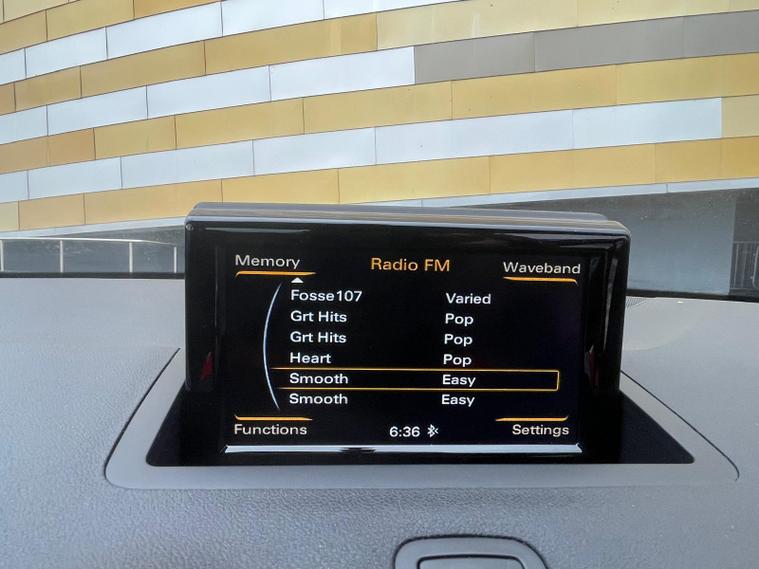 Memory Radio FM Waveband
Fosse107 Varied
Grt Hits Pop
Grt Hits Pop
Heart Pop
Smooth Easy
Smooth Easy
Functions 6:36 Settings